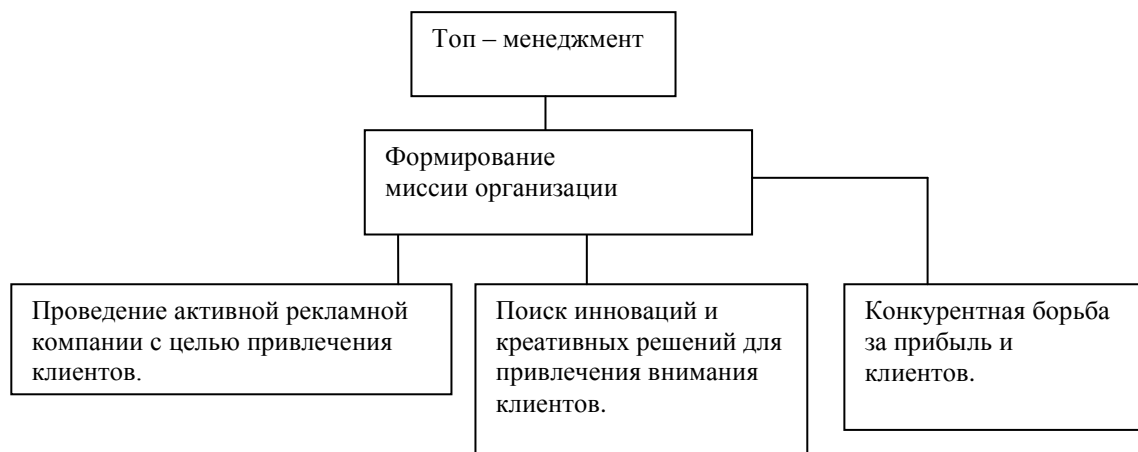 Топ – менеджмент
Формирование
миссии организации
Проведение активной рекламной
компании с целью привлечения
клиентов.
Поиск инноваций и
креативных решений для
привлечения внимания
клиентов.
Конкурентная борьба
за прибыль и
клиентов.